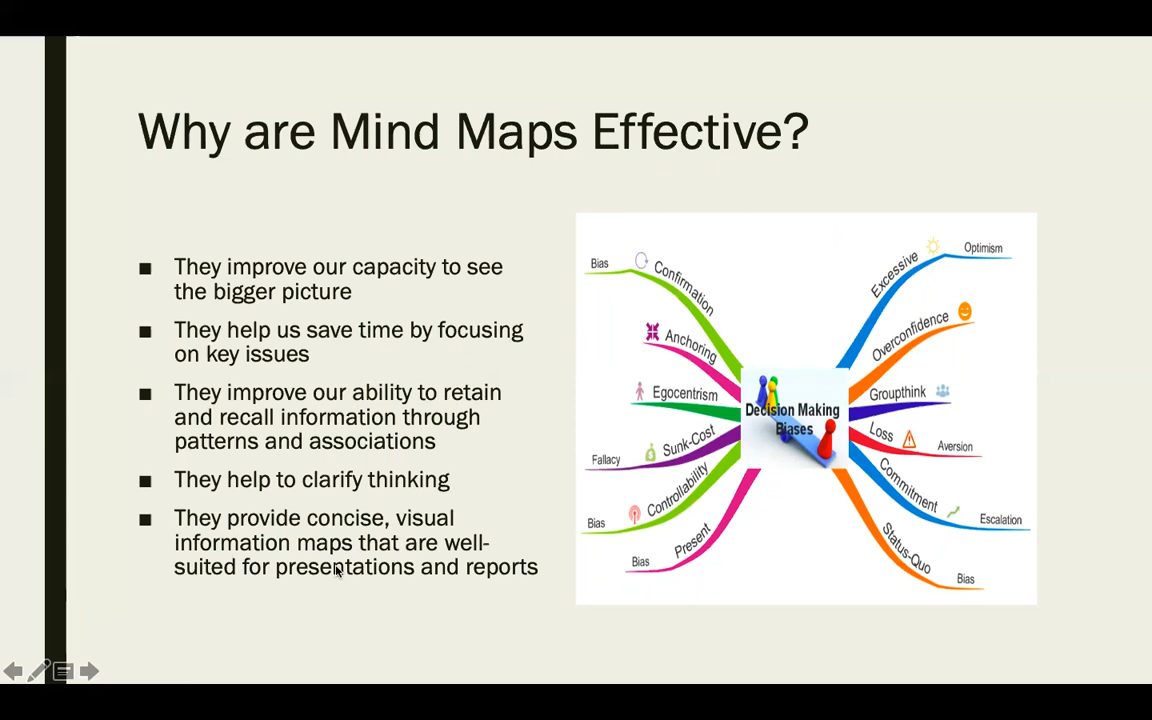 Why are Mind Maps Effective?
■ They improve our capacity to see
the bigger picture
■ They help us save time by focusing
on key issues
■ They improve our ability to retain
and recall information through
patterns and associations
■ They help to clarify thinking
■ They provide concise, visual
information maps that are well-
suited for presentations and reports
Decision Making
Biases
Bias
Confirmation
Anchoring
Egocentrism
Sunk-Cost
Fallacy
Controllability
Bias
Present
Bias
Excessive
Optimism
Overconfidence
Groupthink
Loss
Aversion
Commitment
Escalation
Status-Quo
Bias